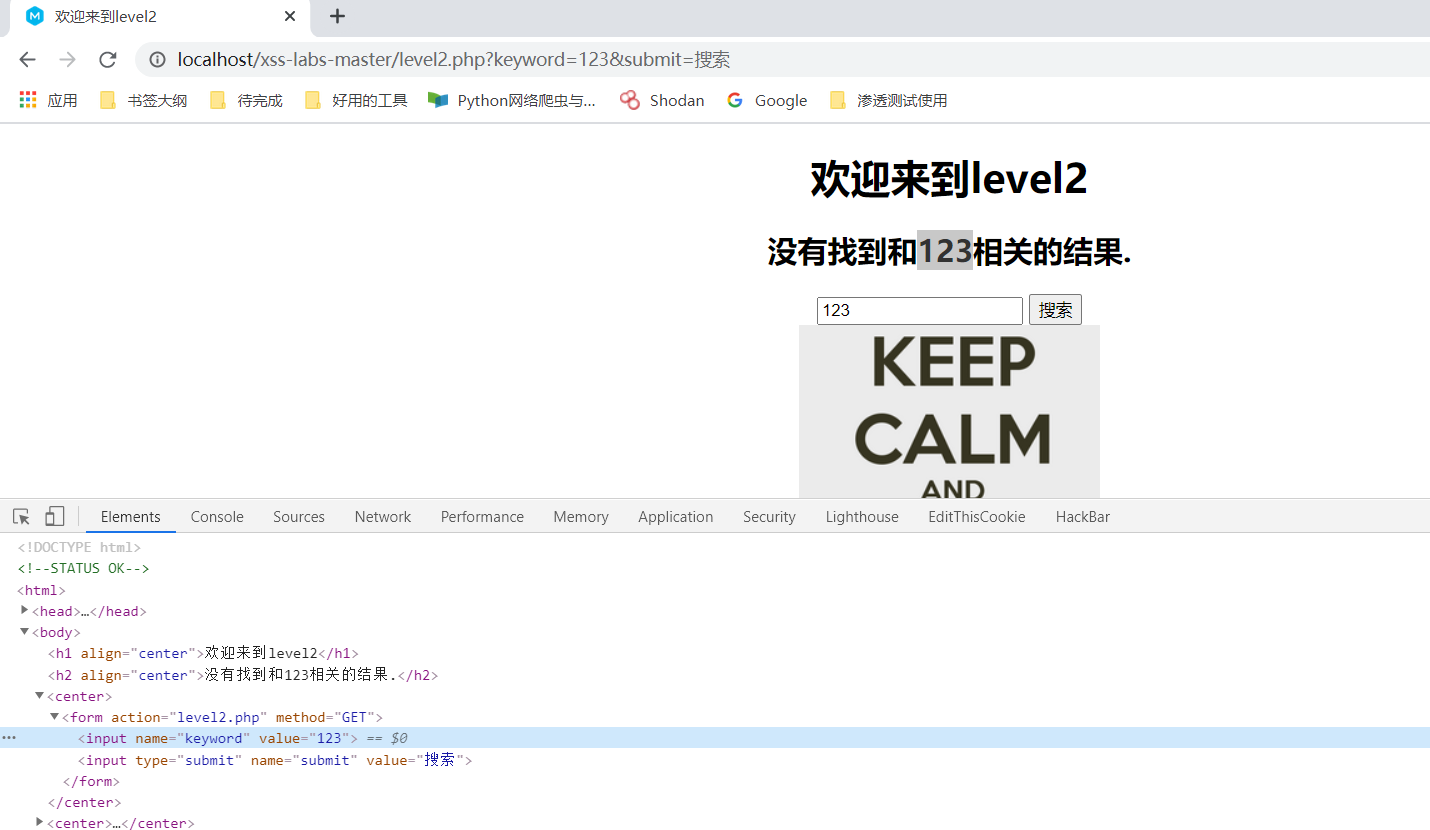 欢迎来到level2
localhost/xss-labs-master/level2.php?keyword=123&submit=搜索
应用 书签大纲 待完成 好用的工具 Python网络爬虫与... Shodan Google 渗透测试使用
欢迎来到level2
没有找到和123相关的结果.
123 搜索
KEEP
CALM
AND
Elements Console Sources Network Performance Memory Application Security Lighthouse EditThisCookie HackBar
<!DOCTYPE html>
<!--STATUS OK-->
<html>
<head>…</head>
<body>
<h1 align="center">欢迎来到level2</h1>
<h2 align="center">没有找到和123相关的结果.</h2>
<center>
<form action="level2.php" method="GET">
<input name="keyword" value="123"> == $0
<input type="submit" name="submit" value="搜索">
</form>
</center>
<center>…</center>